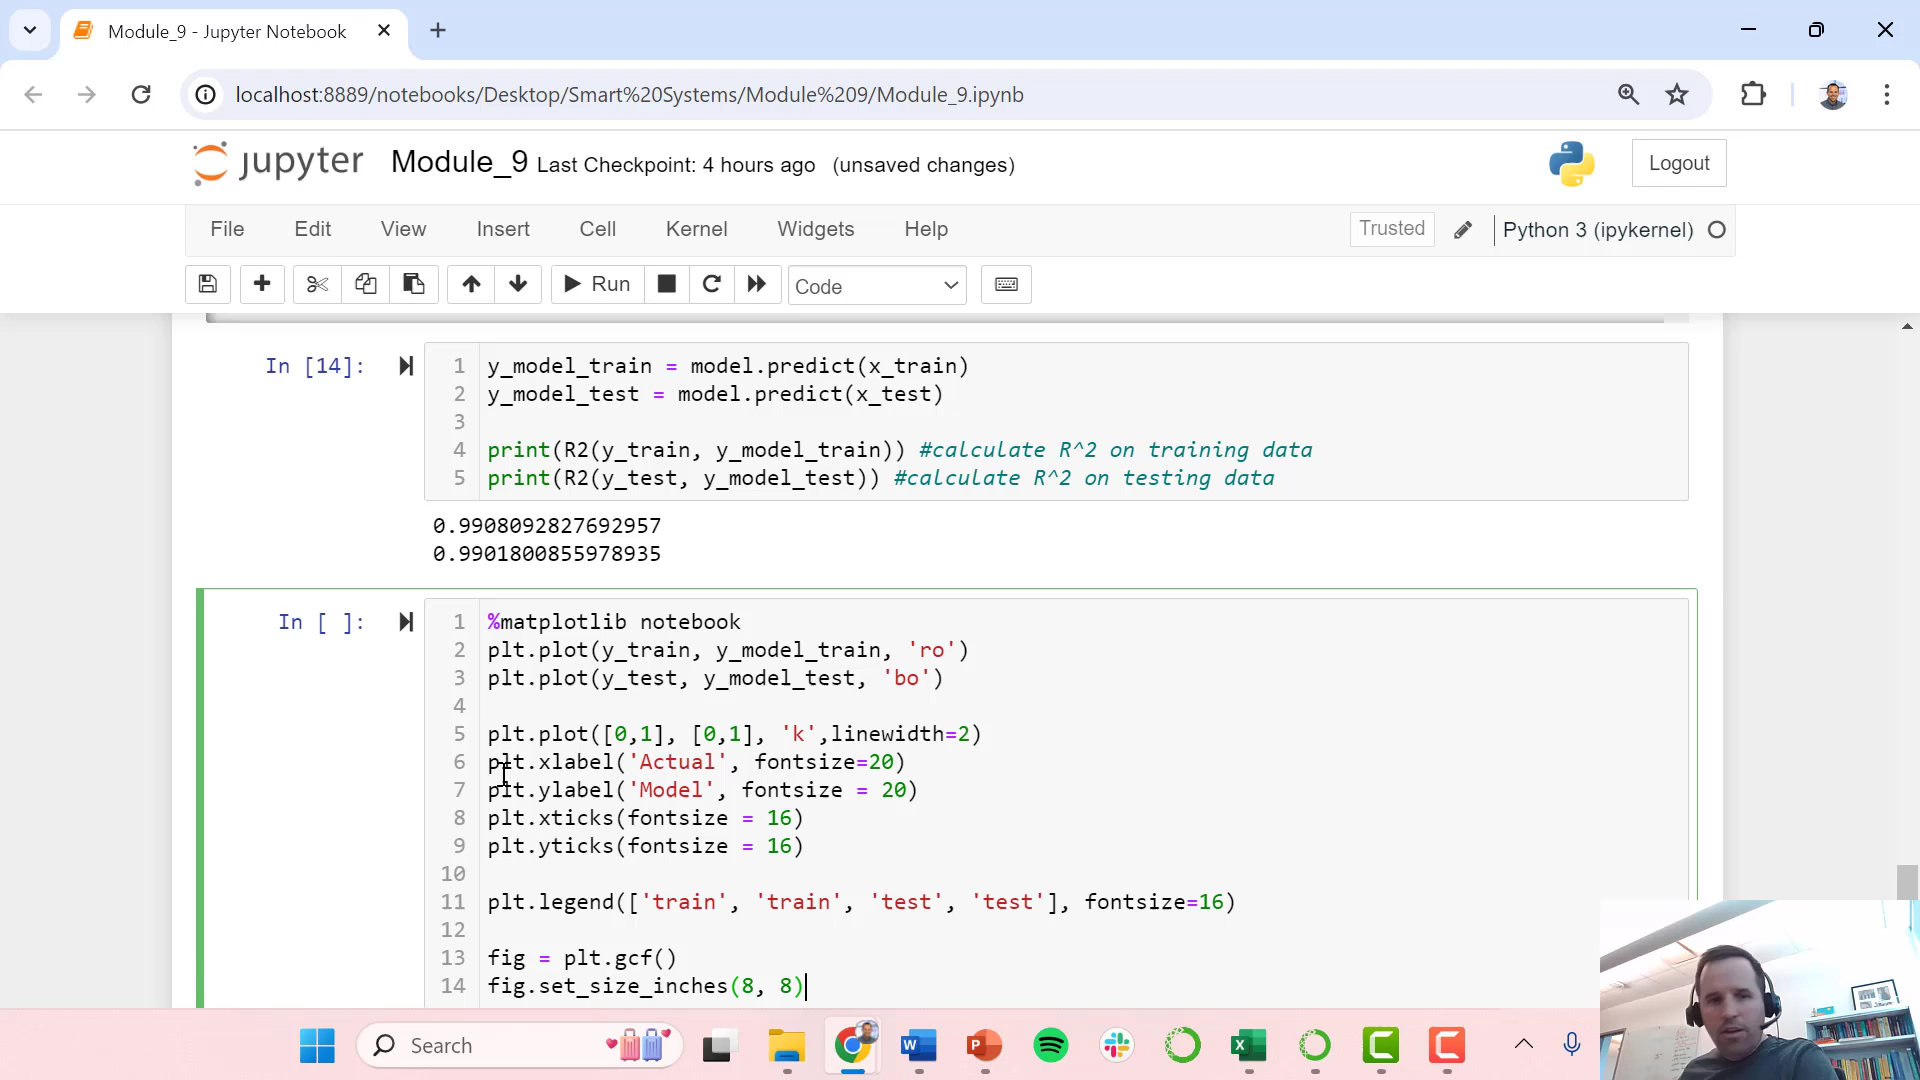 Module_9 - Jupyter Notebook
localhost:8889/notebooks/Desktop/Smart%20Systems/Module%209/Module_9.ipynb
jupyter Module_9 Last Checkpoint: 4 hours ago (unsaved changes)
Logout
File Edit View Insert Cell Kernel Widgets Help Trusted Python 3 (ipykernel)
Run Code
In [14]: 1 y_model_train = model.predict(x_train)
2 y_model_test = model.predict(x_test)
3
4 print(R2(y_train, y_model_train)) #calculate R^2 on training data
5 print(R2(y_test, y_model_test)) #calculate R^2 on testing data
0.9908092827692957
0.9901800855978935
In [ ]: 1 %matplotlib notebook
2 plt.plot(y_train, y_model_train, 'ro')
3 plt.plot(y_test, y_model_test, 'bo')
4
5 plt.plot([0,1], [0,1], 'k',linewidth=2)
6 plt.xlabel('Actual', fontsize=20)
7 plt.ylabel('Model', fontsize = 20)
8 plt.xticks(fontsize = 16)
9 plt.yticks(fontsize = 16)
10
11 plt.legend(['train', 'train', 'test', 'test'], fontsize=16)
12
13 fig = plt.gcf()
14 fig.set_size_inches(8, 8)
Search